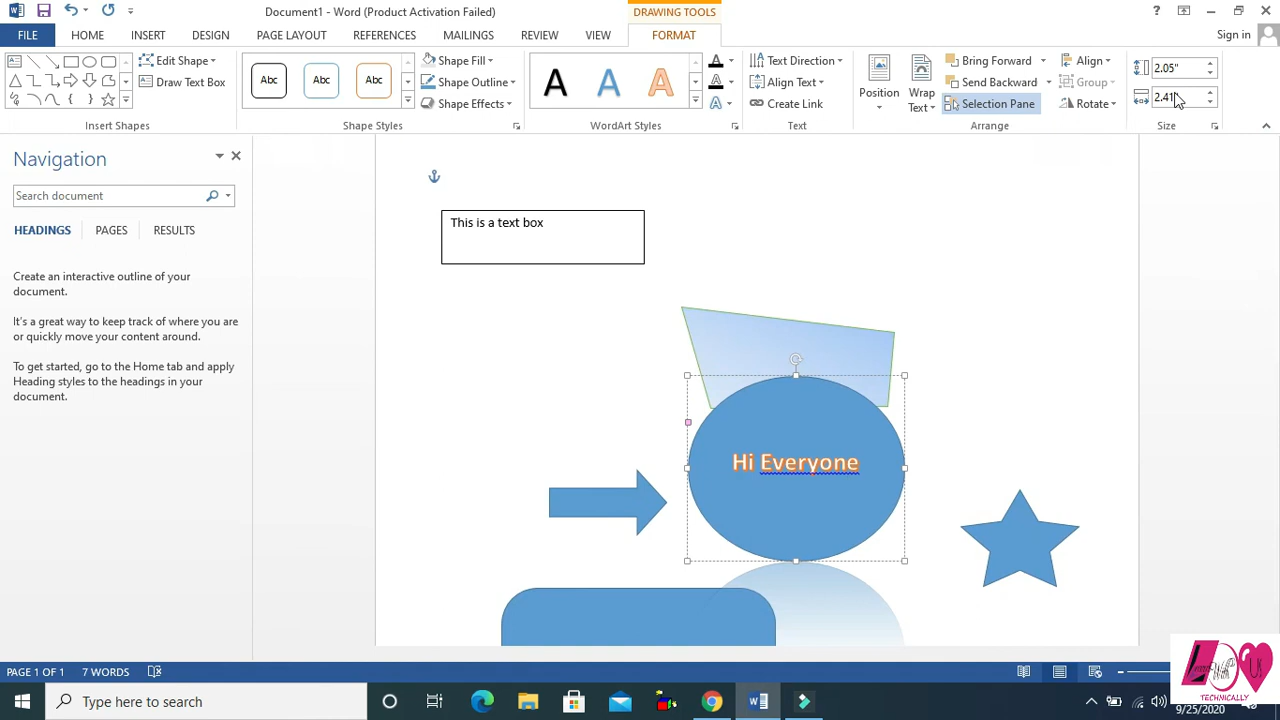 Document1 - Word (Product Activation Failed)
DRAWING TOOLS
?
FILE
HOME
INSERT
DESIGN
PAGE LAYOUT
REFERENCES
MAILINGS
REVIEW
VIEW
FORMAT
Sign in
Edit Shape
Draw Text Box
Insert Shapes
Abc
Abc
Abc
Shape Fill
Shape Outline
Shape Effects
Shape Styles
A
A
A
A
A
A
WordArt Styles
Text Direction
Align Text
Create Link
Text
Position
Wrap
Text
Bring Forward
Send Backward
Selection Pane
Align
Group
Rotate
Arrange
2.05"
2.41"
Size
Navigation
Search document
HEADINGS
PAGES
RESULTS
Create an interactive outline of your
document.
It's a great way to keep track of where you are
or quickly move your content around.
To get started, go to the Home tab and apply
Heading styles to the headings in your
document.
This is a text box
Hi Everyone
PAGE 1 OF 1
7 WORDS
Type here to search
9/25/2020
Learn With Us
TECHNICALLY